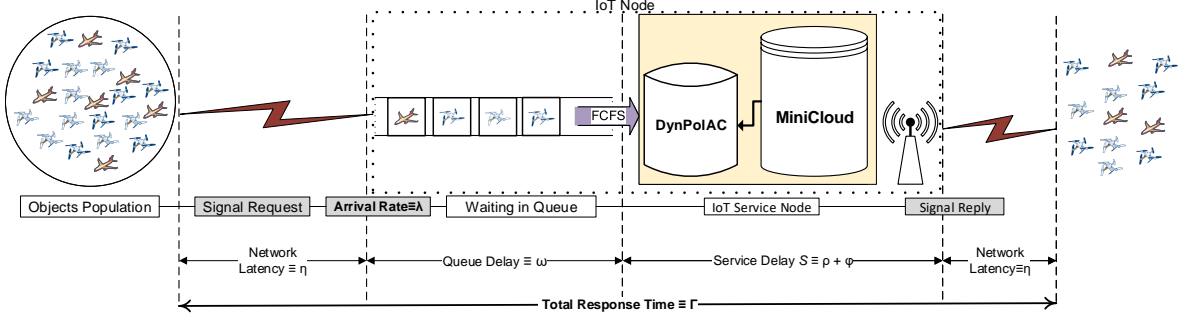 IoT Node
FCFS
DynPolAC
MiniCloud
Objects Population
Signal Request
Arrival Rate≡λ
Waiting in Queue
IoT Service Node
Signal Reply
Network
Latency ≡ η
Queue Delay ≡ ω
Service Delay S ≡ ρ + φ
Network
Latency≡η
Total Response Time ≡ Γ